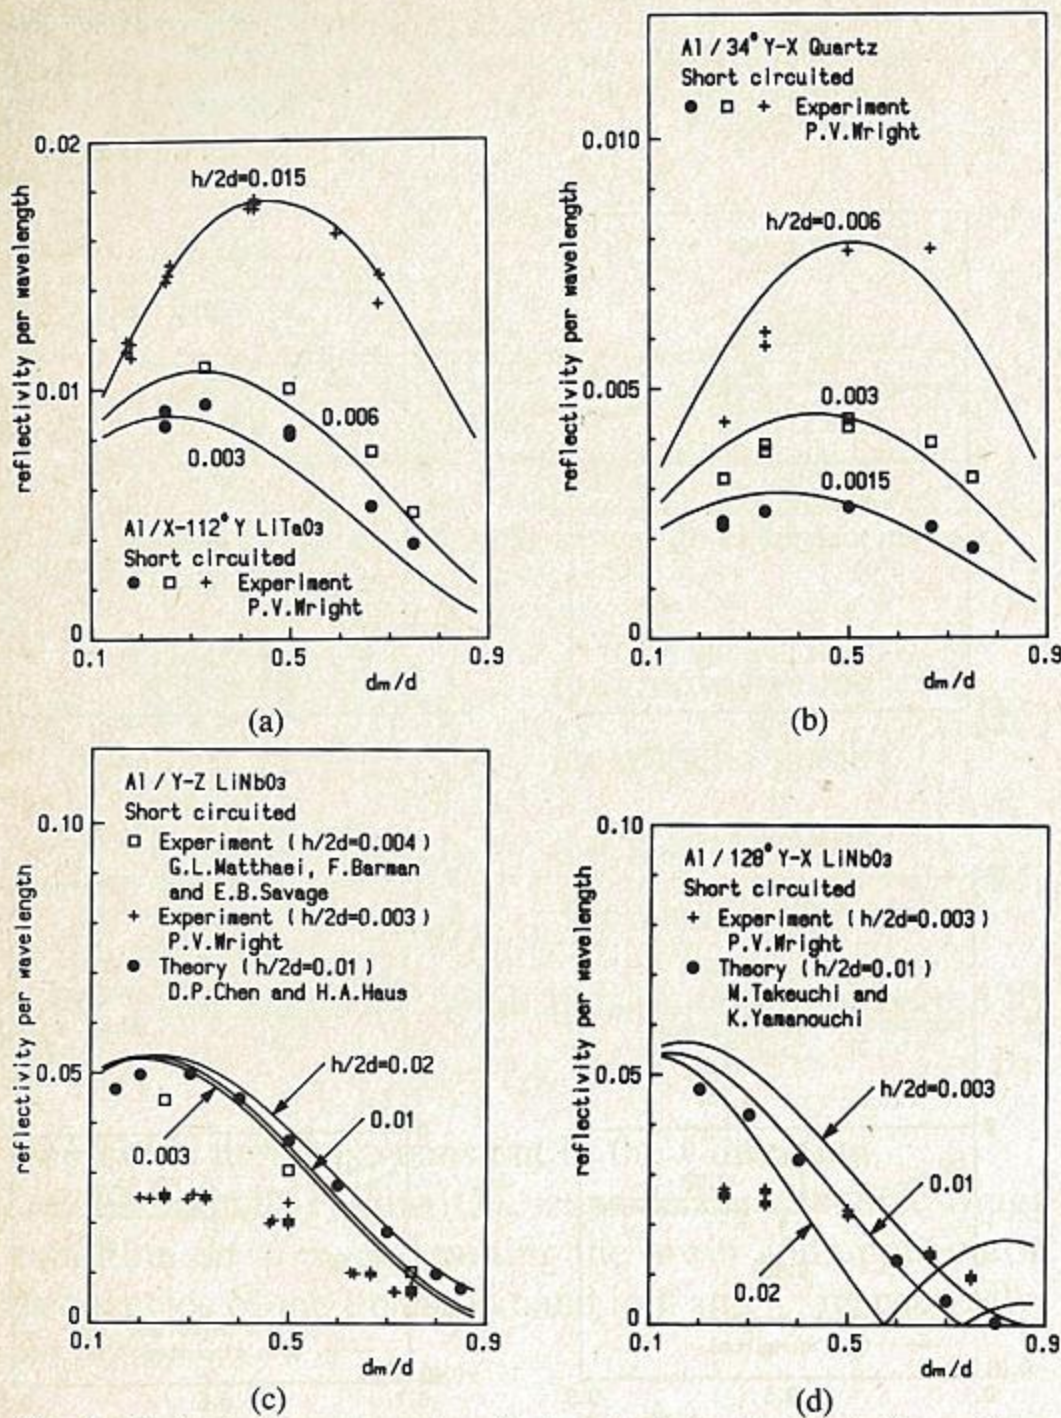 Al/X-112° Y LiTaO3
Short circuited
● □ + Experiment
P.V.Wright
h/2d=0.015
0.006
0.003
reflectivity per wavelength
0.02
0.01
0
0.1 0.5 0.9
dm/d
(a)
Al/34° Y-X Quartz
Short circuited
● □ + Experiment
P.V.Wright
h/2d=0.006
0.003
0.0015
reflectivity per wavelength
0.010
0.005
0
0.1 0.5 0.9
dm/d
(b)
Al/Y-Z LiNbO3
Short circuited
□ Experiment (h/2d=0.004)
G.L.Matthaei, F.Barman
and E.B.Savage
+ Experiment (h/2d=0.003)
P.V.Wright
● Theory (h/2d=0.01)
D.P.Chen and H.A.Haus
h/2d=0.02
0.01
0.003
reflectivity per wavelength
0.10
0.05
0
0.1 0.5 0.9
dm/d
(c)
Al/128° Y-X LiNbO3
Short circuited
+ Experiment (h/2d=0.003)
P.V.Wright
● Theory (h/2d=0.01)
M.Takeuchi and
K.Yamanouchi
h/2d=0.003
0.01
0.02
reflectivity per wavelength
0.10
0.05
0
0.1 0.5 0.9
dm/d
(d)